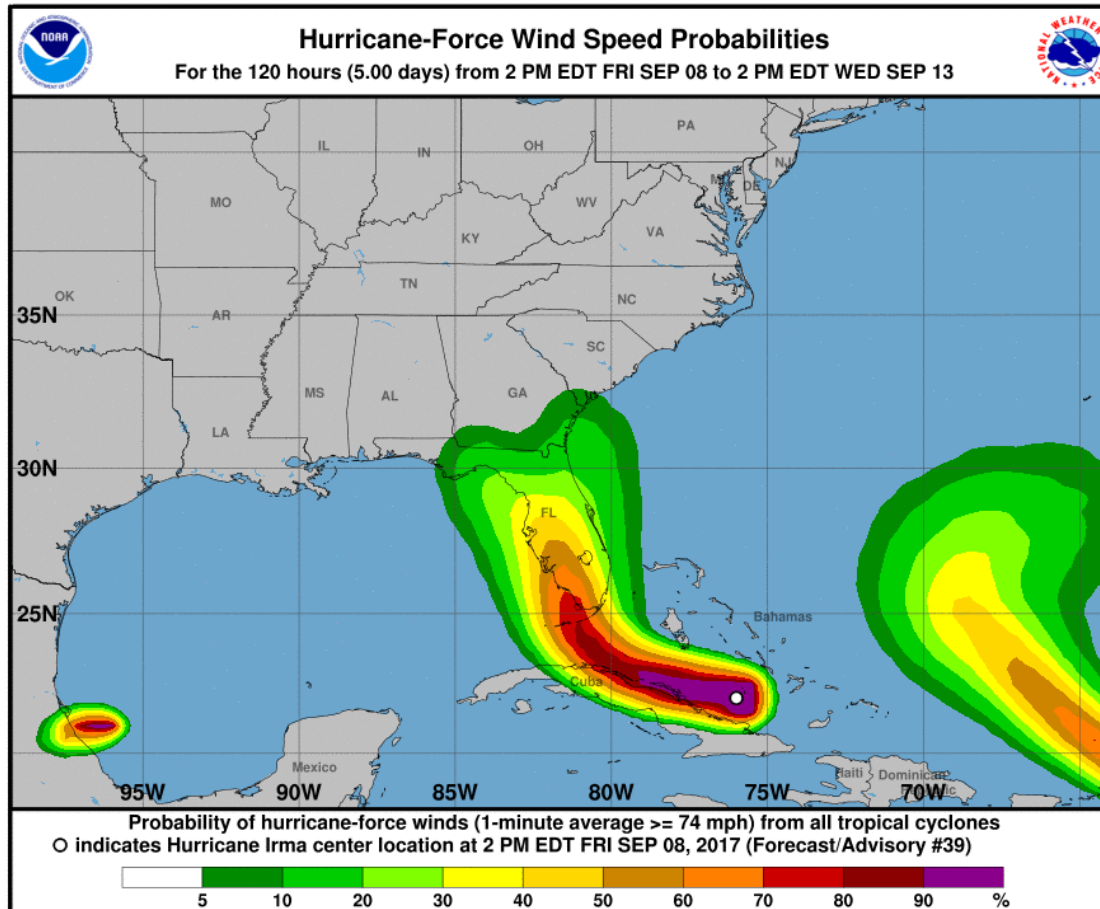 NOAA
Hurricane-Force Wind Speed Probabilities
For the 120 hours (5.00 days) from 2 PM EDT FRI SEP 08 to 2 PM EDT WED SEP 13
NATIONAL WEATHER
PA
IL
IN
OH
NJ
DE
MO
WV
VA
KY
OK
TN
NC
AR
35N
SC
MS
AL
GA
LA
30N
FL
25N
Bahamas
Cuba
Mexico
Haiti
Dominican
95W
90W
85W
80W
75W
70W
Probability of hurricane-force winds (1-minute average >= 74 mph) from all tropical cyclones
O indicates Hurricane Irma center location at 2 PM EDT FRI SEP 08, 2017 (Forecast/Advisory #39)
5 10 20 30 40 50 60 70 80 90 %